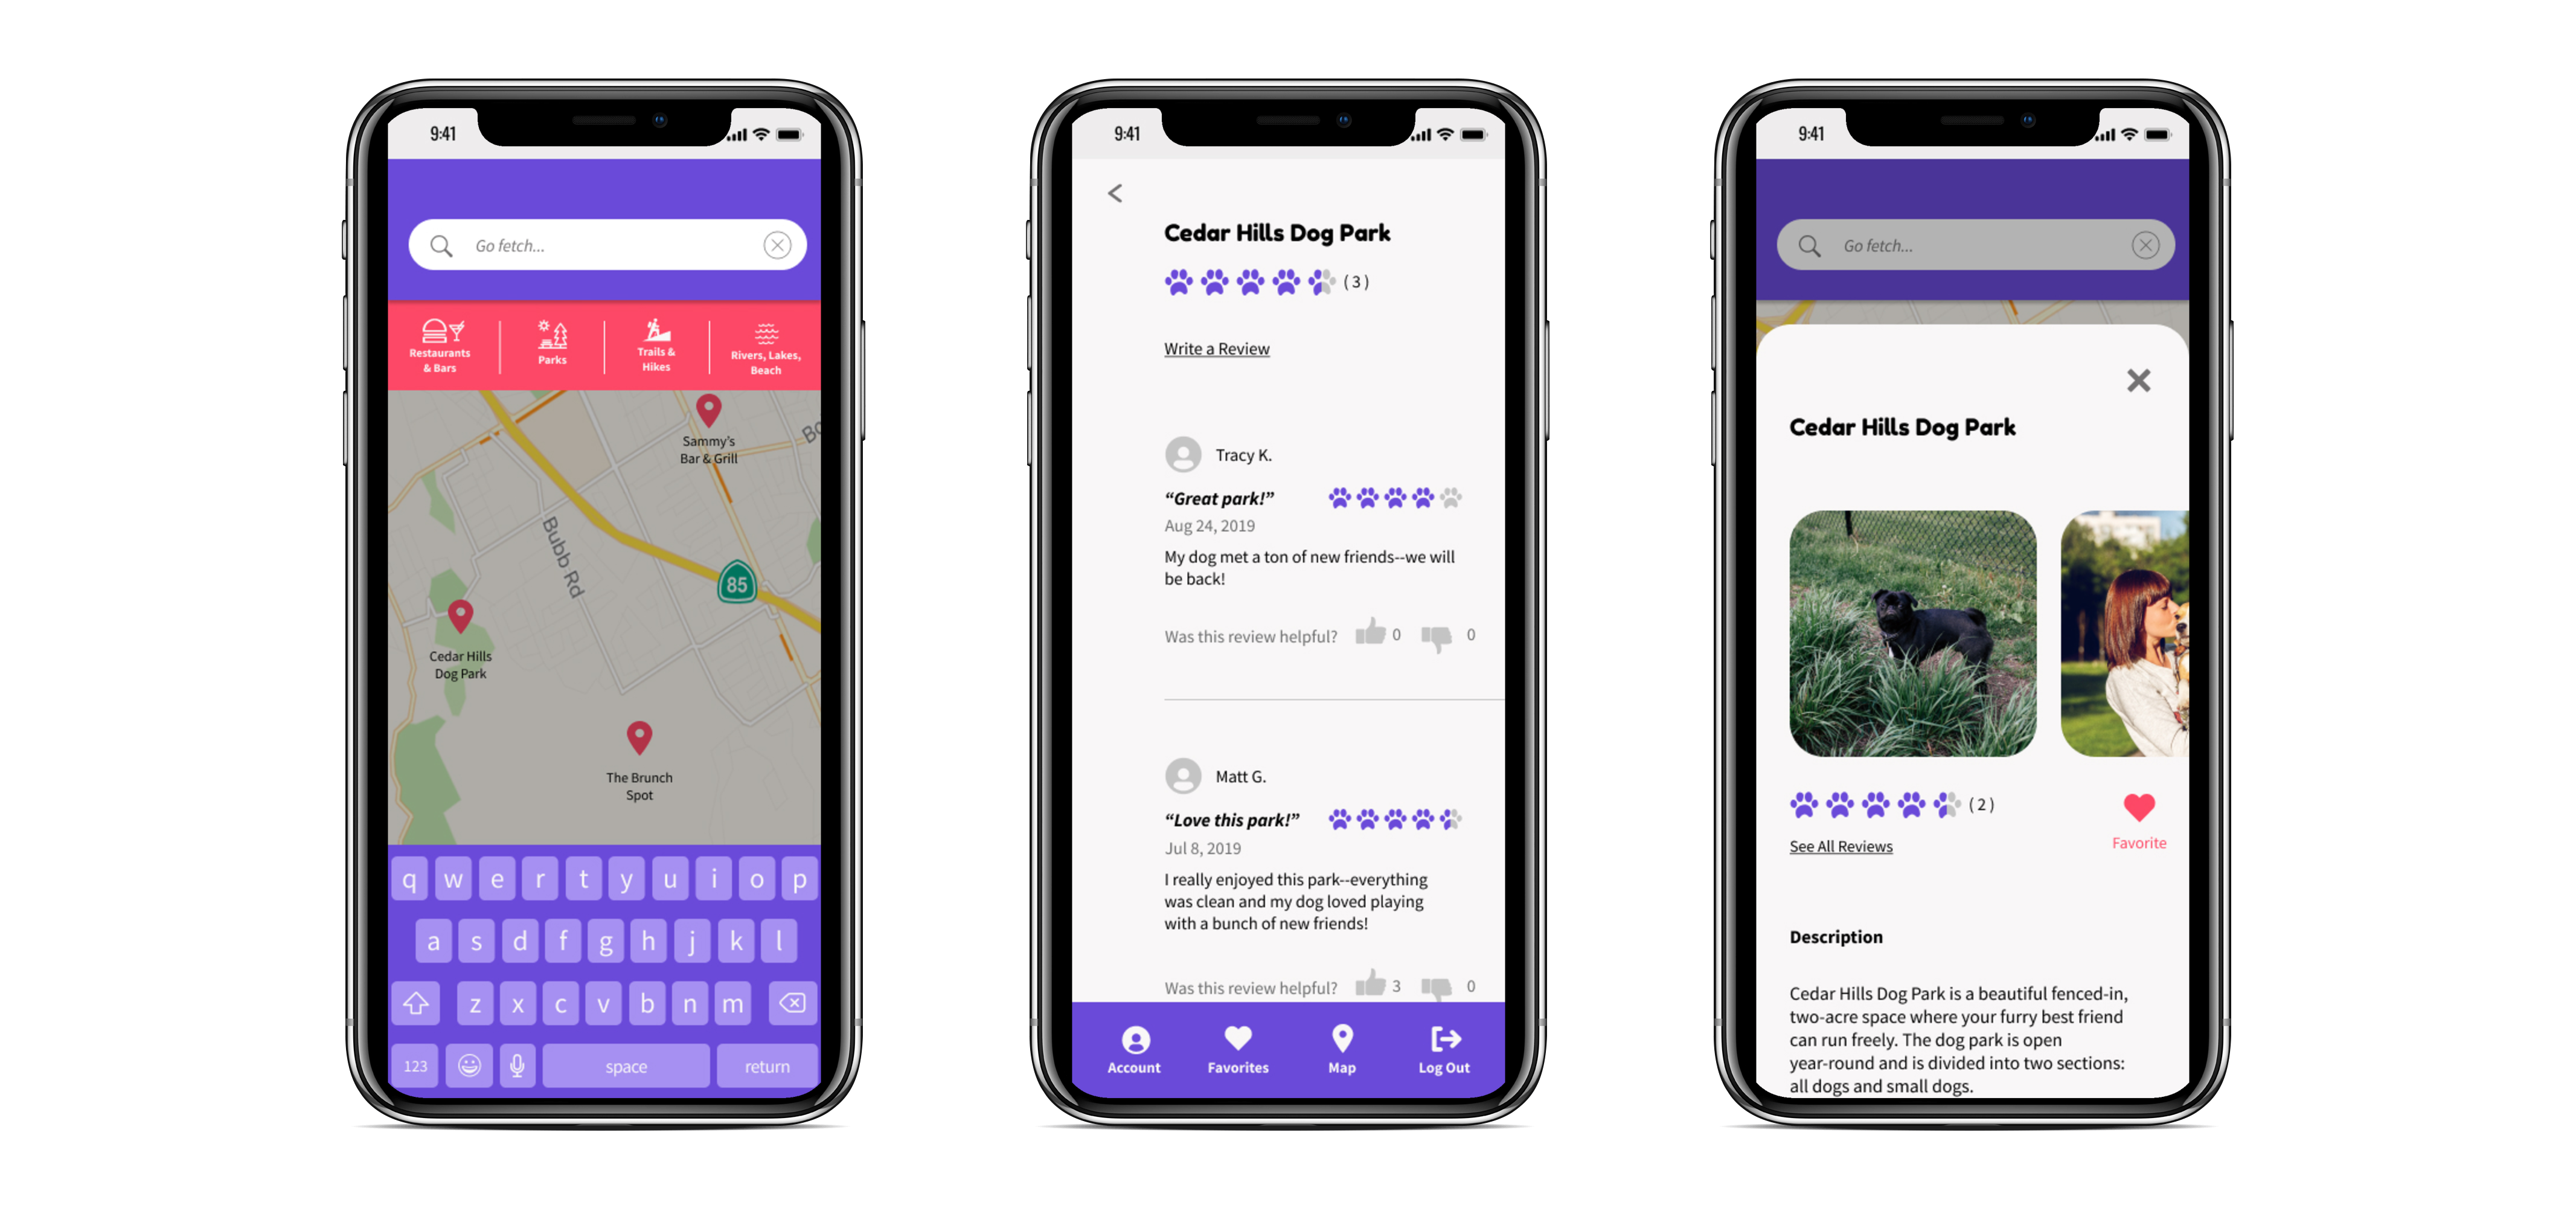 9:41
Go fetch...
Restaurants
& Bars
Parks
Trails &
Hikes
Rivers, Lakes,
Beach
Sammy's
Bar & Grill
Bo
Bubb Rd
85
Cedar Hills
Dog Park
The Brunch
Spot
q w e r t y u i o p
a s d f g h j k l
z x c v b n m
123 space return
9:41
<
Cedar Hills Dog Park
( 3 )
Write a Review
Tracy K.
“Great park!”
Aug 24, 2019
My dog met a ton of new friends--we will
be back!
Was this review helpful? 0 0
Matt G.
“Love this park!”
Jul 8, 2019
I really enjoyed this park--everything
was clean and my dog loved playing
with a bunch of new friends!
Was this review helpful? 3 0
Account Favorites Map Log Out
9:41
Go fetch...
Cedar Hills Dog Park
( 2 )
See All Reviews
Favorite
Description
Cedar Hills Dog Park is a beautiful fenced-in,
two-acre space where your furry best friend
can run freely. The dog park is open
year-round and is divided into two sections:
all dogs and small dogs.